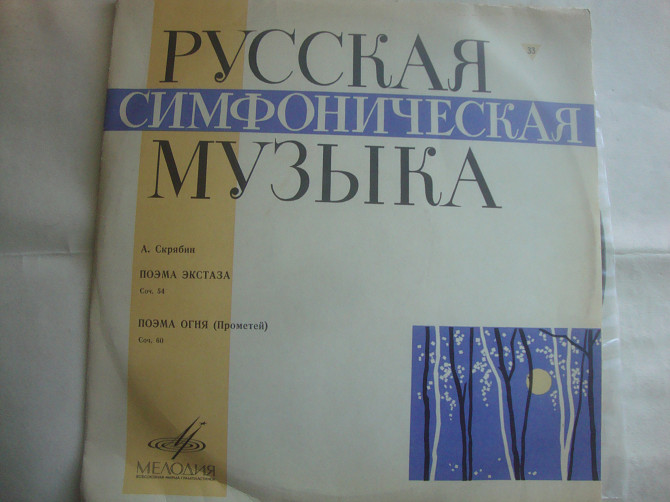 33
РУССКАЯ
СИМФОНИЧЕСКАЯ
МУЗЫКА
А. Скрябин
ПОЭМА ЭКСТАЗА
Соч. 54
ПОЭМА ОГНЯ (Прометей)
Соч. 60
МЕЛОДИЯ